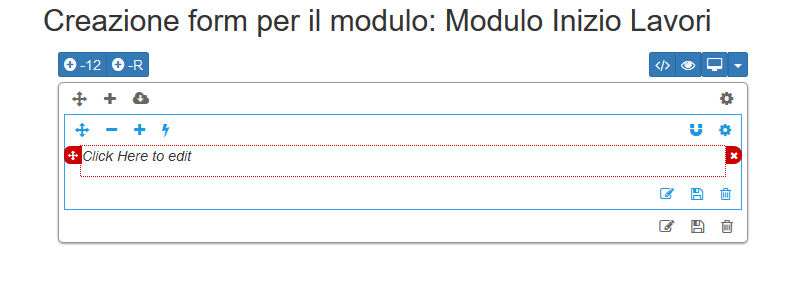 Creazione form per il modulo: Modulo Inizio Lavori
-12 -R
Click Here to edit